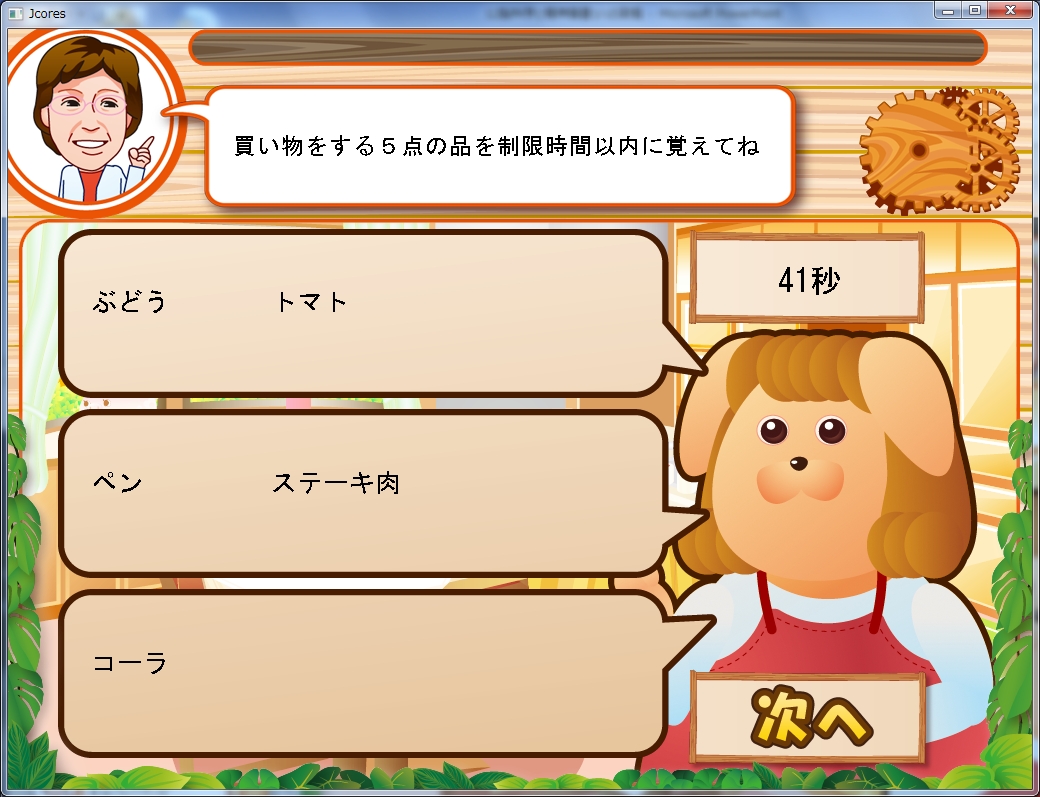 Jcores
買い物をする５点の品を制限時間以内に覚えてね
41秒
ぶどう トマト
ペン ステーキ肉
コーラ
次へ